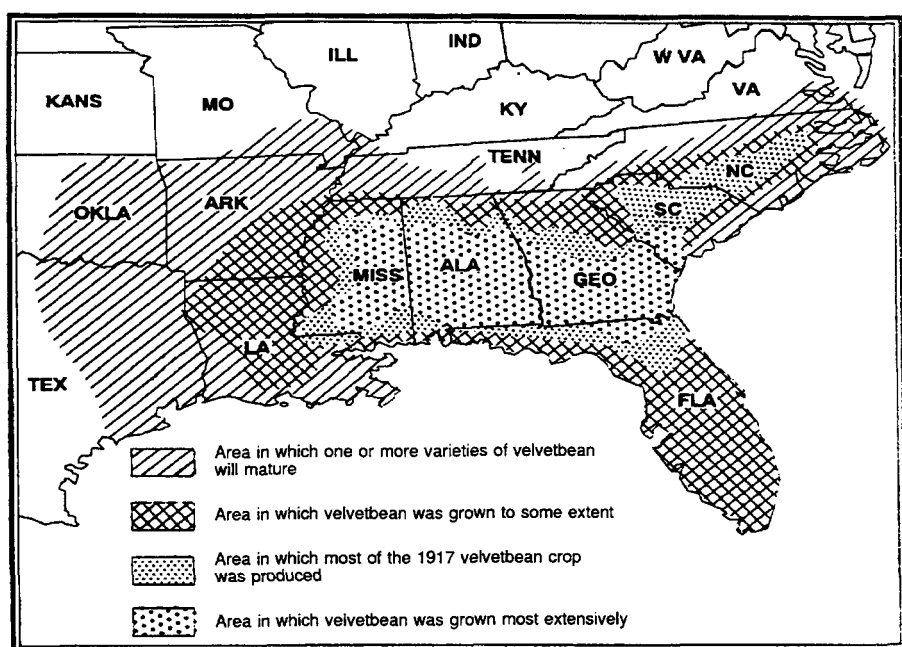 ILL
IND
W VA
KANS
MO
KY
VA
TENN
NC
OKLA
ARK
SC
MISS
ALA
GEO
LA
TEX
FLA
Area in which one or more varieties of velvetbean
will mature
Area in which velvetbean was grown to some extent
Area in which most of the 1917 velvetbean crop
was produced
Area in which velvetbean was grown most extensively